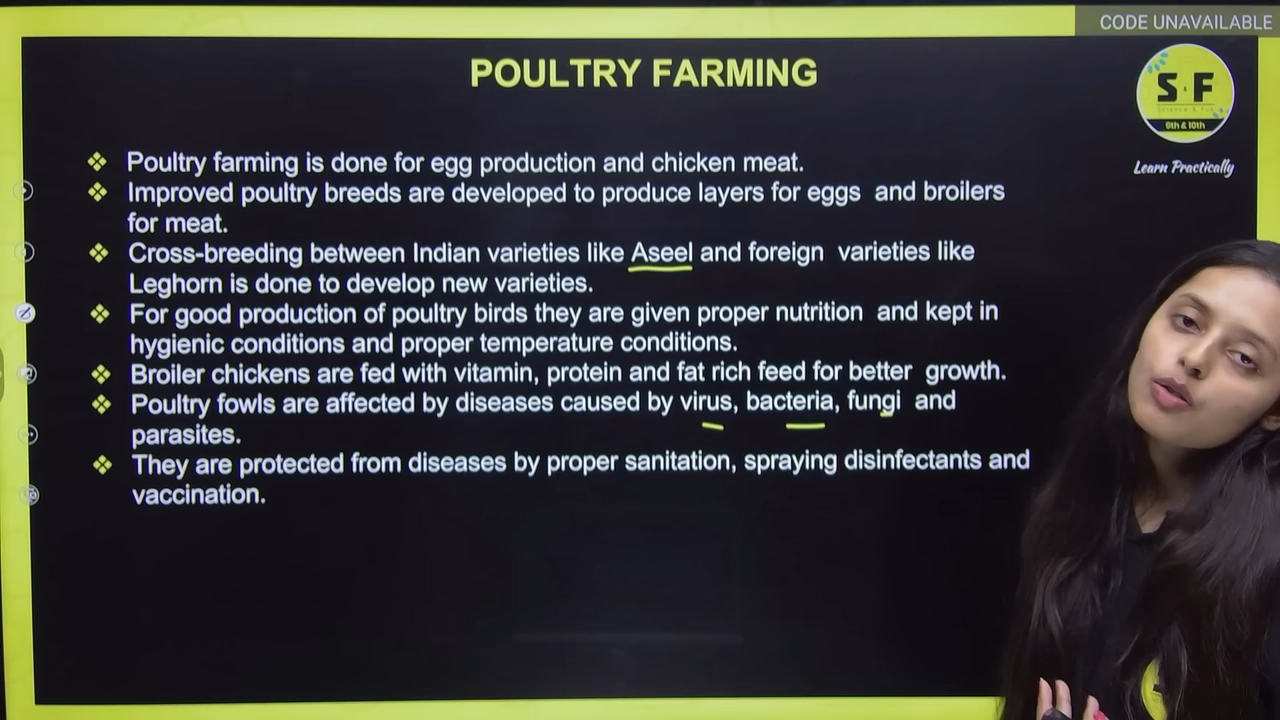 CODE UNAVAILABLE
POULTRY FARMING
S F
9th & 10th
Learn Practically
Poultry farming is done for egg production and chicken meat.
Improved poultry breeds are developed to produce layers for eggs and broilers
for meat.
Cross-breeding between Indian varieties like Aseel and foreign varieties like
Leghorn is done to develop new varieties.
For good production of poultry birds they are given proper nutrition and kept in
hygienic conditions and proper temperature conditions.
Broiler chickens are fed with vitamin, protein and fat rich feed for better growth.
Poultry fowls are affected by diseases caused by virus, bacteria, fungi and
parasites.
They are protected from diseases by proper sanitation, spraying disinfectants and
vaccination.